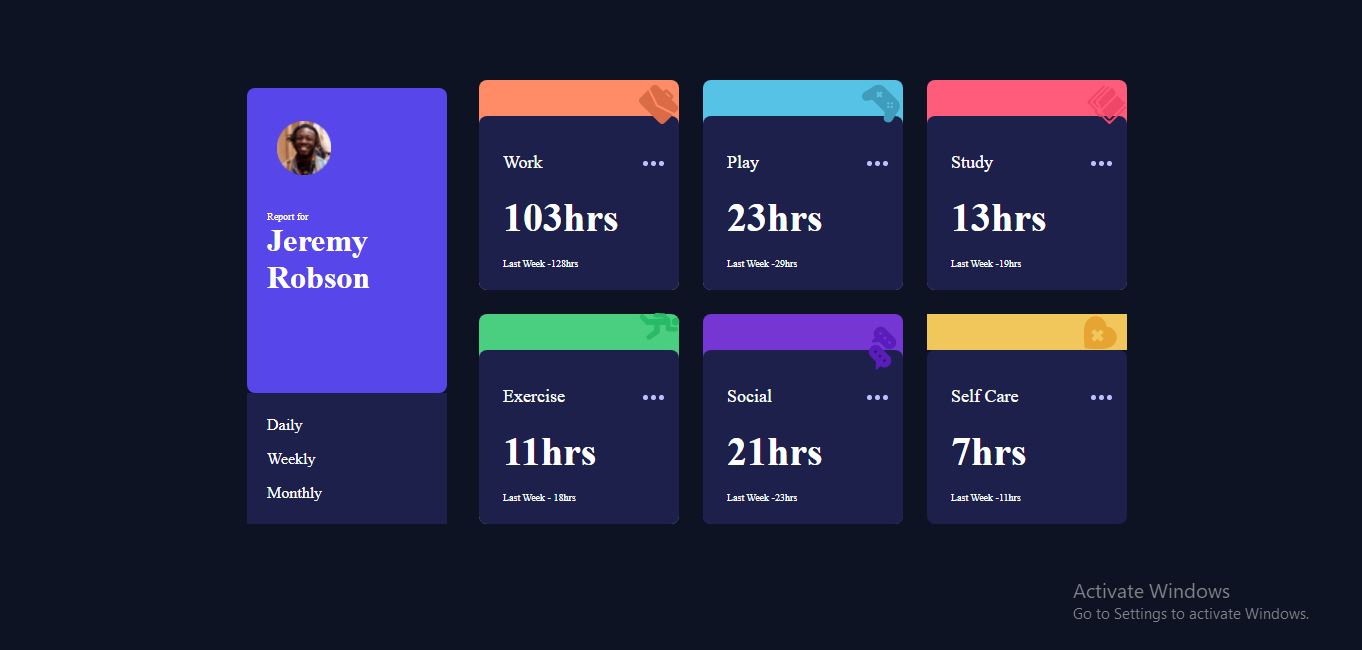 Report for
Jeremy
Robson
Daily
Weekly
Monthly
Work
103hrs
Last Week -128hrs
Play
23hrs
Last Week -29hrs
Study
13hrs
Last Week -19hrs
Exercise
11hrs
Last Week - 18hrs
Social
21hrs
Last Week -23hrs
Self Care
7hrs
Last Week -11hrs
Activate Windows
Go to Settings to activate Windows.